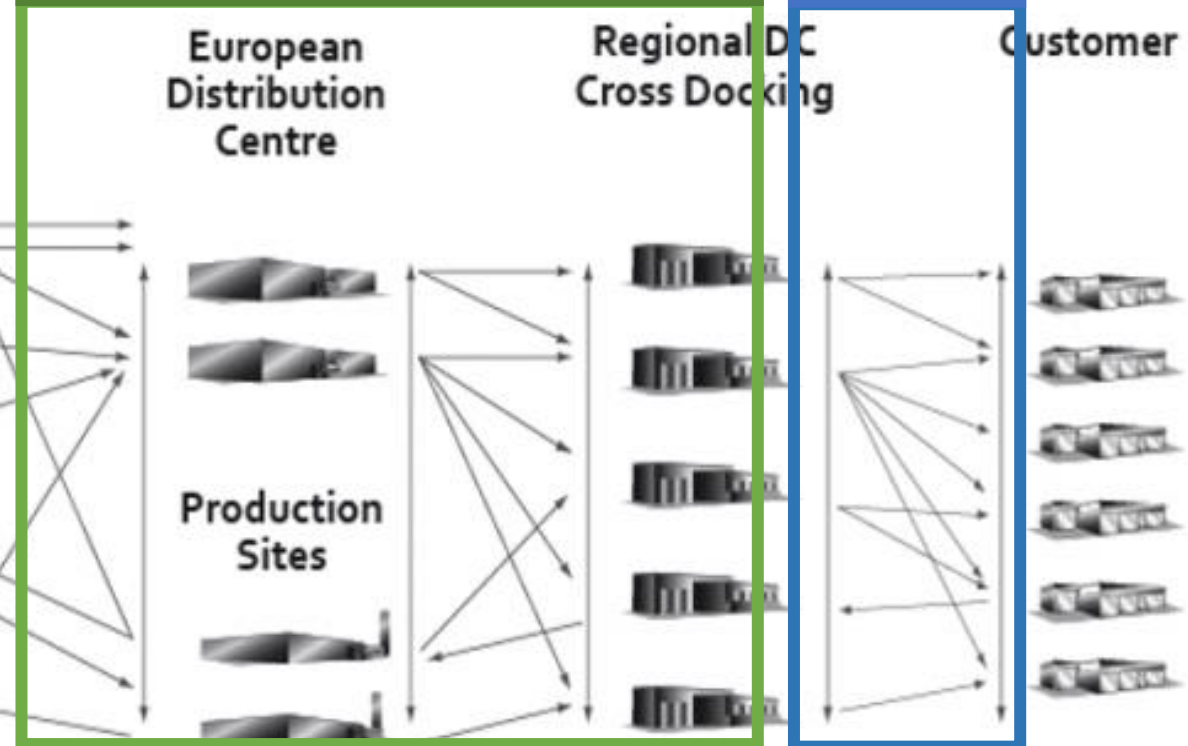 European
Distribution
Centre
Regional DC
Cross Docking
Customer
Production
Sites